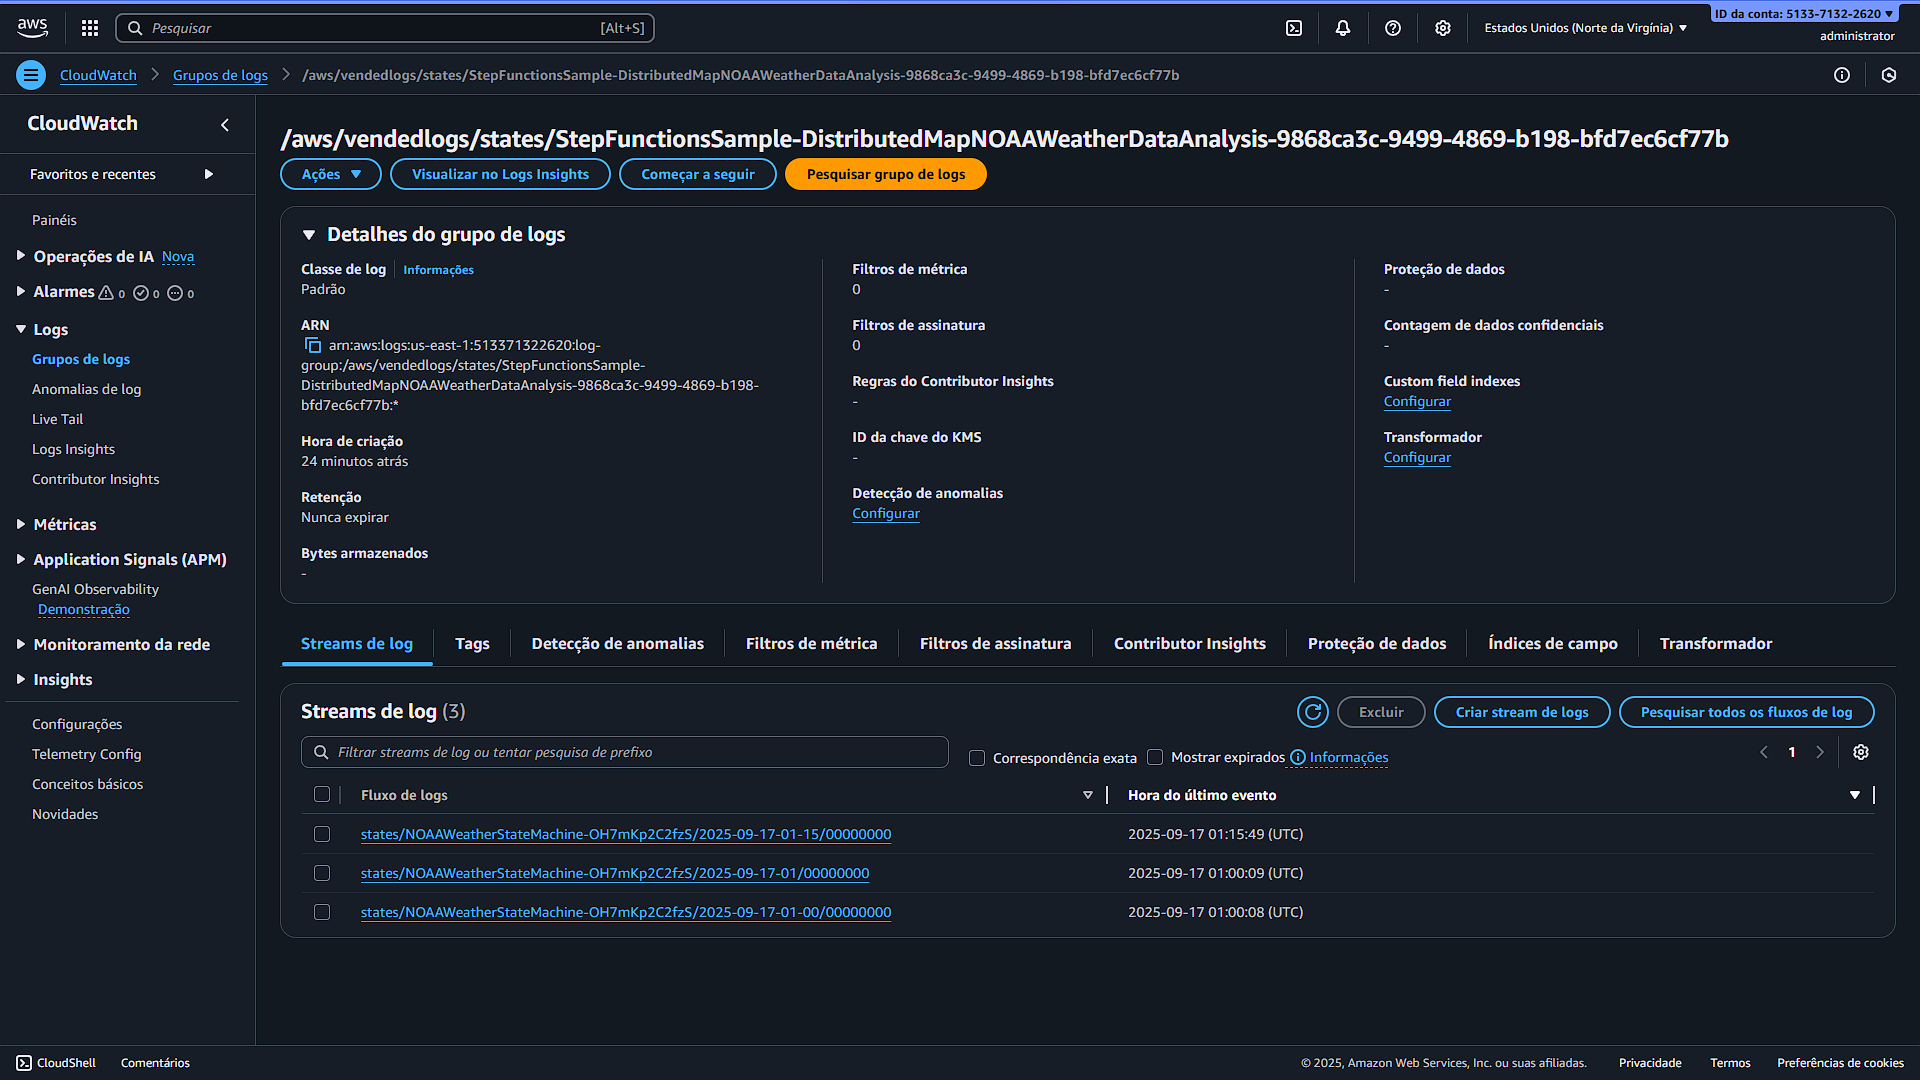 aws
Pesquisar
[Alt+S]
Estados Unidos (Norte da Virgínia)
ID da conta: 5133-7132-2620
administrator
CloudWatch
Grupos de logs
/aws/vendedlogs/states/StepFunctionsSample-DistributedMapNOAAWeatherDataAnalysis-9868ca3c-9499-4869-b198-bfd7ec6cf77b
CloudWatch
Favoritos e recentes
Painéis
Operações de IA Nova
Alarmes 0 0 0
Logs
Grupos de logs
Anomalias de log
Live Tail
Logs Insights
Contributor Insights
Métricas
Application Signals (APM)
GenAI Observability
Demonstração
Monitoramento da rede
Insights
Configurações
Telemetry Config
Conceitos básicos
Novidades
/aws/vendedlogs/states/StepFunctionsSample-DistributedMapNOAAWeatherDataAnalysis-9868ca3c-9499-4869-b198-bfd7ec6cf77b
Ações
Visualizar no Logs Insights
Começar a seguir
Pesquisar grupo de logs
Detalhes do grupo de logs
Classe de log
Informações
Padrão
ARN
arn:aws:logs:us-east-1:513371322620:log-
group:/aws/vendedlogs/states/StepFunctionsSample-
DistributedMapNOAAWeatherDataAnalysis-9868ca3c-9499-4869-b198-
bfd7ec6cf77b:*
Hora de criação
24 minutos atrás
Retenção
Nunca expirar
Bytes armazenados
-
Filtros de métrica
0
Filtros de assinatura
0
Regras do Contributor Insights
-
ID da chave do KMS
-
Detecção de anomalias
Configurar
Proteção de dados
-
Contagem de dados confidenciais
-
Custom field indexes
Configurar
Transformador
Configurar
Streams de log
Tags
Detecção de anomalias
Filtros de métrica
Filtros de assinatura
Contributor Insights
Proteção de dados
Índices de campo
Transformador
Streams de log (3)
Excluir
Criar stream de logs
Pesquisar todos os fluxos de log
Filtrar streams de log ou tentar pesquisa de prefixo
Correspondência exata
Mostrar expirados
Informações
1
Fluxo de logs
Hora do último evento
states/NOAAWeatherStateMachine-OH7mKp2C2fzS/2025-09-17-01-15/00000000
2025-09-17 01:15:49 (UTC)
states/NOAAWeatherStateMachine-OH7mKp2C2fzS/2025-09-17-01/00000000
2025-09-17 01:00:09 (UTC)
states/NOAAWeatherStateMachine-OH7mKp2C2fzS/2025-09-17-01-00/00000000
2025-09-17 01:00:08 (UTC)
CloudShell
Comentários
© 2025, Amazon Web Services, Inc. ou suas afiliadas.
Privacidade
Termos
Preferências de cookies